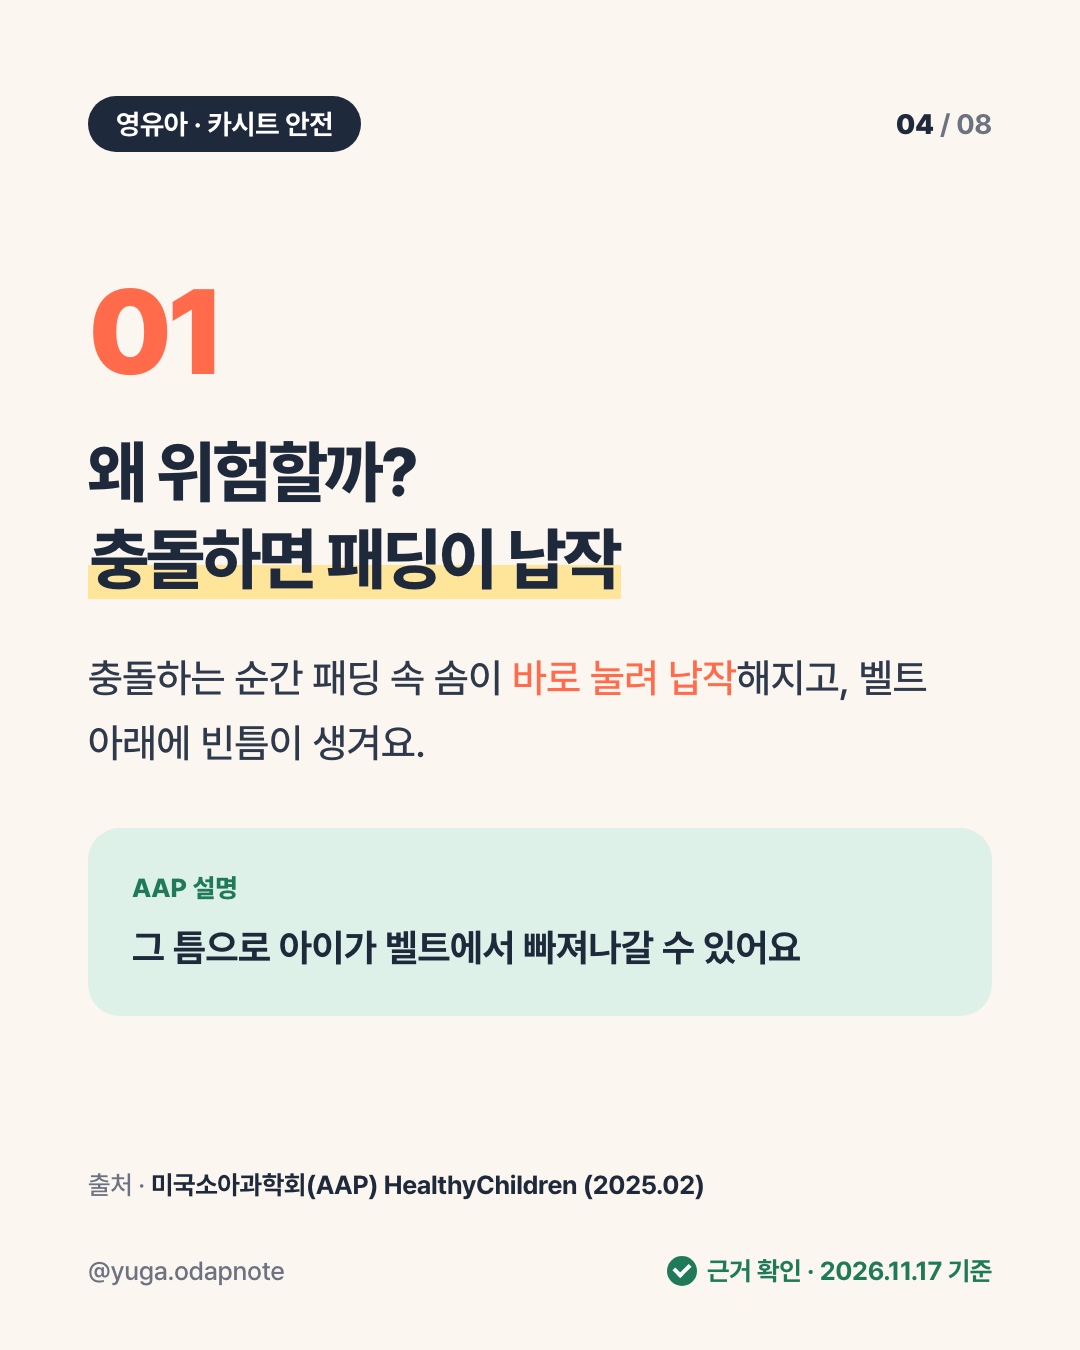 영유아 · 카시트 안전
04 / 08
01
왜 위험할까?
충돌하면 패딩이 납작
충돌하는 순간 패딩 속 솜이 바로 눌려 납작해지고, 벨트
아래에 빈틈이 생겨요.
AAP 설명
그 틈으로 아이가 벨트에서 빠져나갈 수 있어요
출처 · 미국소아과학회(AAP) HealthyChildren (2025.02)
@yuga.odapnote
근거 확인 · 2026.11.17 기준